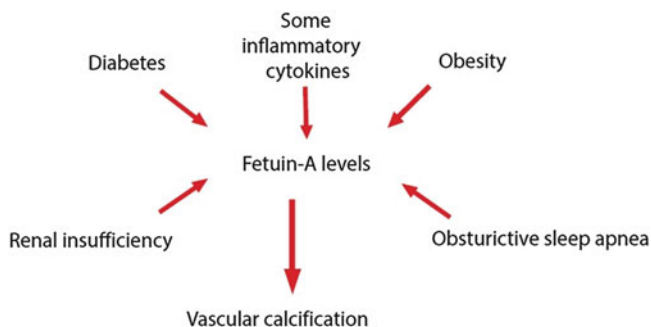 Some
inflammatory
cytokines
Diabetes
Obesity
Fetuin-A levels
Renal insufficiency
Obsturictive sleep apnea
Vascular calcification